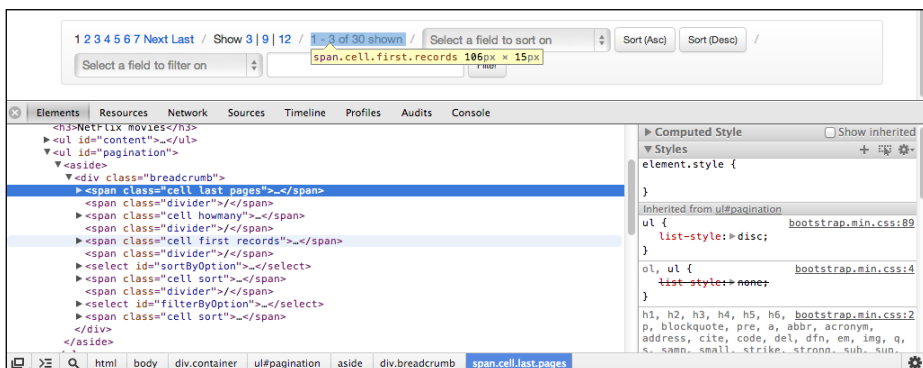 1 2 3 4 5 6 7 Next Last / Show 3 | 9 | 12 / 1 - 3 of 30 shown / Select a field to sort on Sort (Asc) Sort (Desc) /
span.cell.first.records 106px × 15px
Select a field to filter on Filter
Elements Resources Network Sources Timeline Profiles Audits Console
<h3>NetFlix movies</h3>
▶<ul id="content">…</ul>
▼<ul id="pagination">
▼<aside>
▼<div class="breadcrumb">
▶<span class="cell last pages">…</span>
<span class="divider">/</span>
▶<span class="cell howmany">…</span>
<span class="divider">/</span>
▶<span class="cell first records">…</span>
<span class="divider">/</span>
▶<select id="sortByOption">…</select>
▶<span class="cell sort">…</span>
<span class="divider">/</span>
▶<select id="filterByOption">…</select>
▶<span class="cell sort">…</span>
</div>
</aside>
▶ Computed Style Show inherited
▼ Styles
element.style {
}
Inherited from ul#pagination
ul { bootstrap.min.css:89
list-style:▶disc;
}
ol, ul { bootstrap.min.css:4
list-style:▶none;
}
h1, h2, h3, h4, h5, h6, bootstrap.min.css:2
p, blockquote, pre, a, abbr, acronym,
address, cite, code, del, dfn, em, img, q,
s, samp, small, strike, strong, sub, sup,
html body div.container ul#pagination aside div.breadcrumb span.cell.last.pages